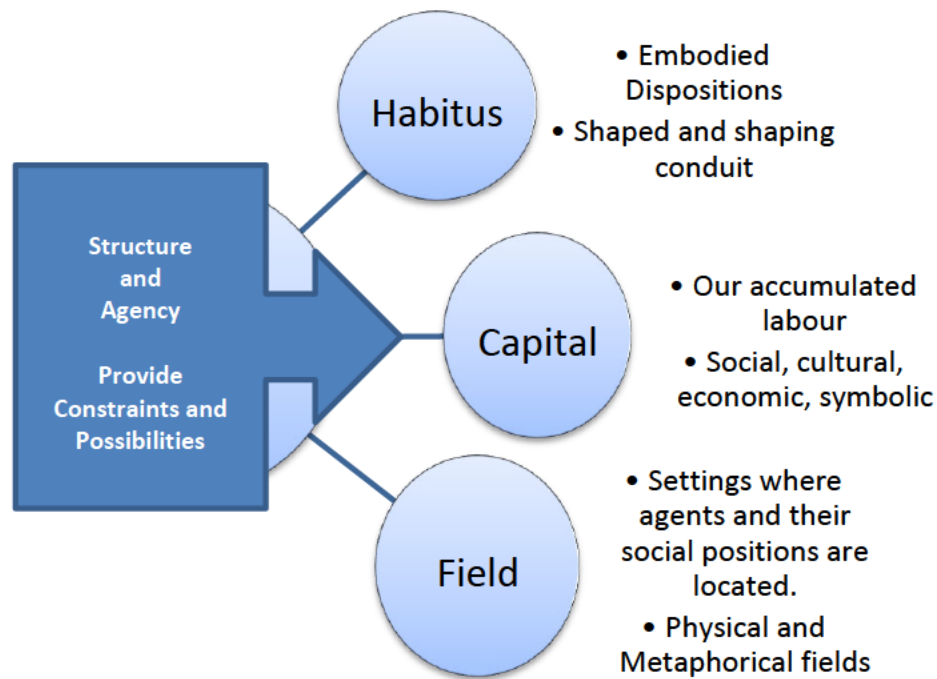 Structure
and
Agency
Provide
Constraints and
Possibilities
Habitus
• Embodied
Dispositions
• Shaped and shaping
conduit
Capital
• Our accumulated
labour
• Social, cultural,
economic, symbolic
Field
• Settings where
agents and their
social positions are
located.
• Physical and
Metaphorical fields